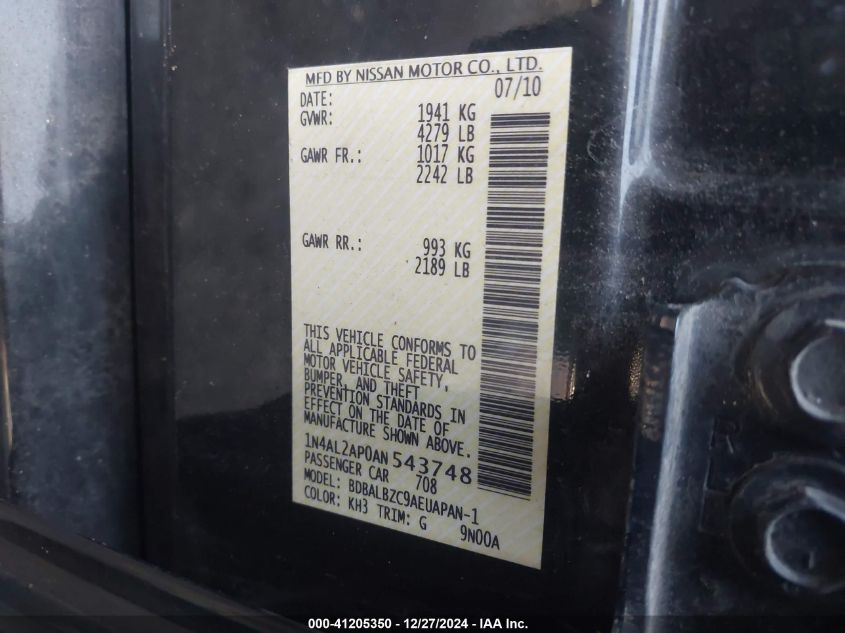 MFD BY NISSAN MOTOR CO., LTD.
DATE: 07/10
GVWR: 1941 KG
4279 LB
GAWR FR.: 1017 KG
2242 LB
GAWR RR.: 993 KG
2189 LB
THIS VEHICLE CONFORMS TO
ALL APPLICABLE FEDERAL
MOTOR VEHICLE SAFETY,
BUMPER, AND THEFT
PREVENTION STANDARDS IN
EFFECT ON THE DATE OF
MANUFACTURE SHOWN ABOVE.
1N4AL2AP0AN 543748
PASSENGER CAR 708
MODEL: BDBALBZC9AEUAPAN-1
COLOR: KH3 TRIM: G 9N00A
000-41205350 - 12/27/2024 - IAA Inc.